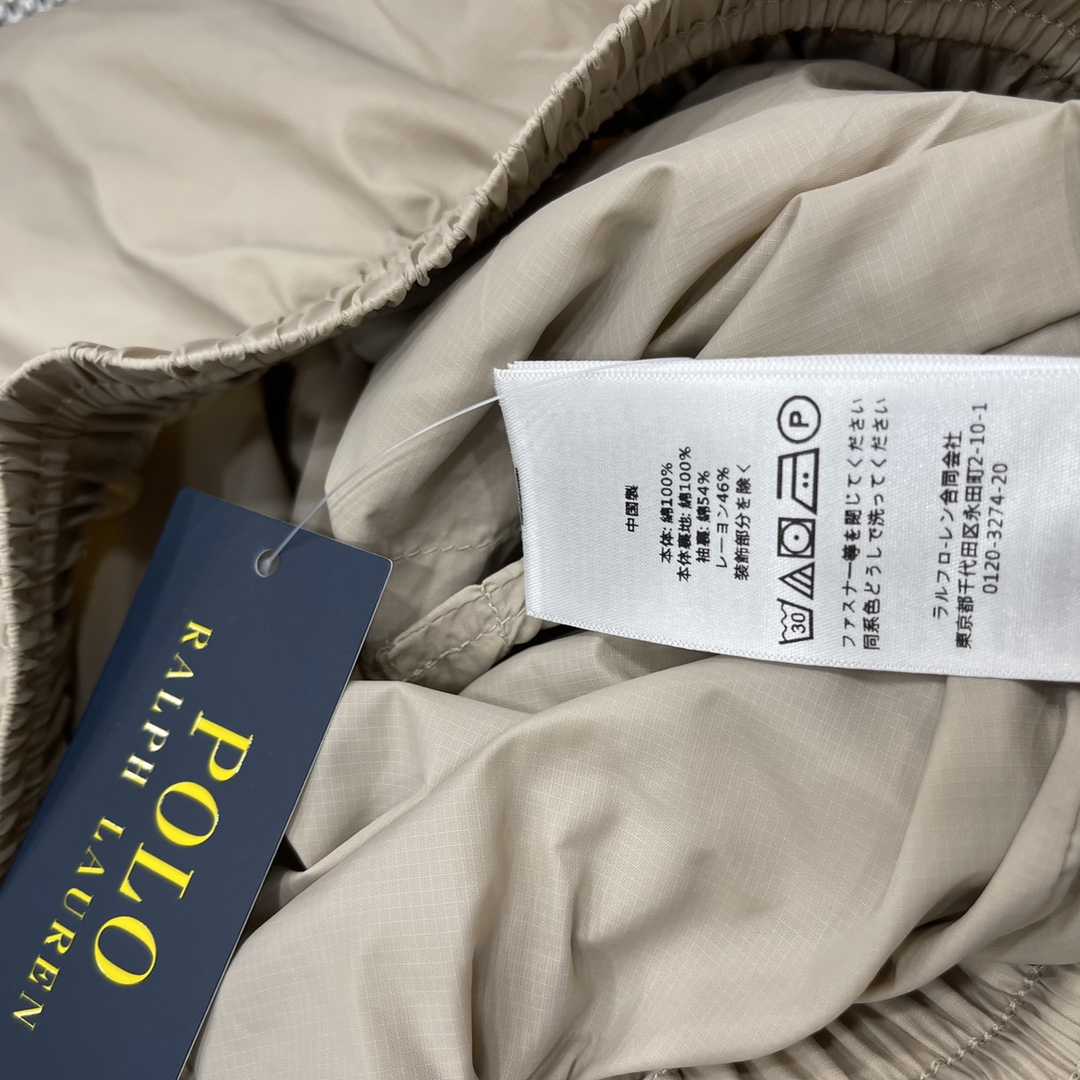 POLO
RALPH LAUREN
中國製
本体: 綿100%
本体裏地: 綿100%
袖裏: 綿54%
レーヨン46%
装飾部分を除く
30
P
ファスナー等を閉じてください
同系色どうしで洗ってください
ラルフローレン合同会社
東京都千代田区永田町2-10-1
0120-3274-20